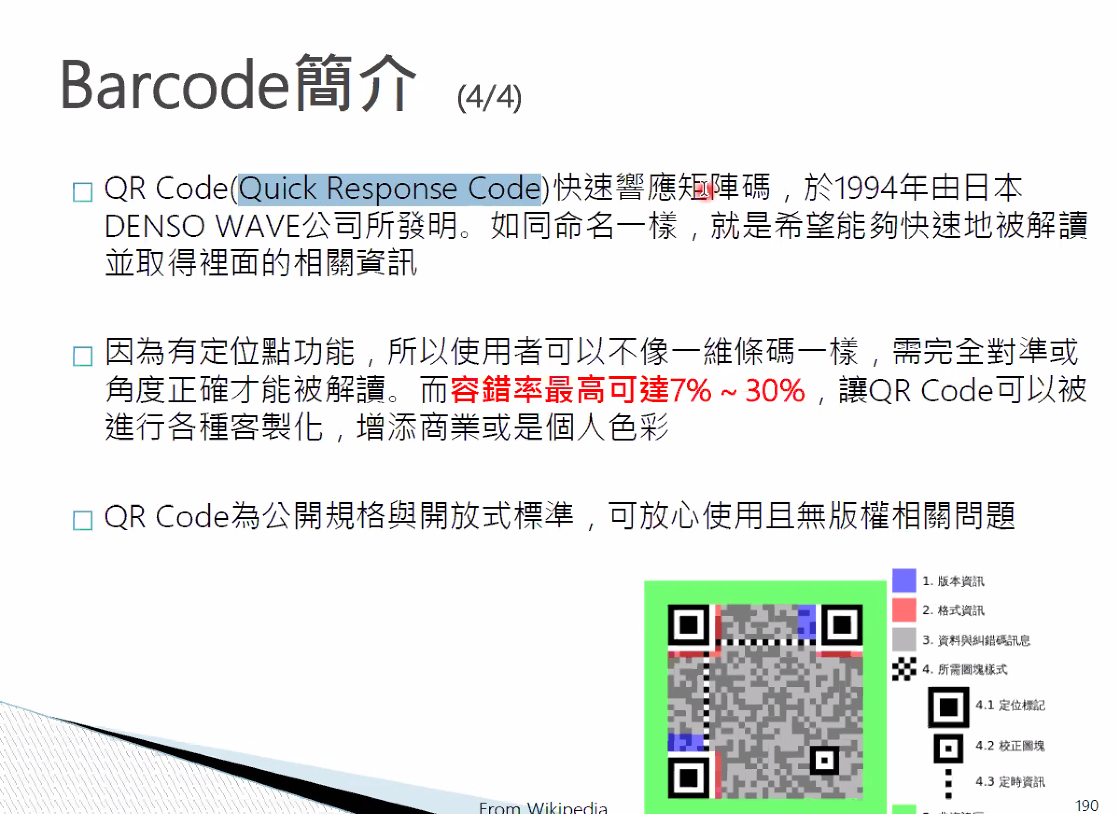 Barcode簡介 (4/4)
QR Code(Quick Response Code)快速響應矩陣碼，於1994年由日本
DENSO WAVE公司所發明。如同命名一樣，就是希望能夠快速地被解讀
並取得裡面的相關資訊
因為有定位點功能，所以使用者可以不像一維條碼一樣，需完全對準或
角度正確才能被解讀。而容錯率最高可達7%～30%，讓QR Code可以被
進行各種客製化，增添商業或是個人色彩
QR Code為公開規格與開放式標準，可放心使用且無版權相關問題
1. 版本資訊
2. 格式資訊
3. 資料與糾錯碼訊息
4. 所需圖塊樣式
4.1 定位標記
4.2 校正圖塊
4.3 定時資訊
From Wikipedia
190